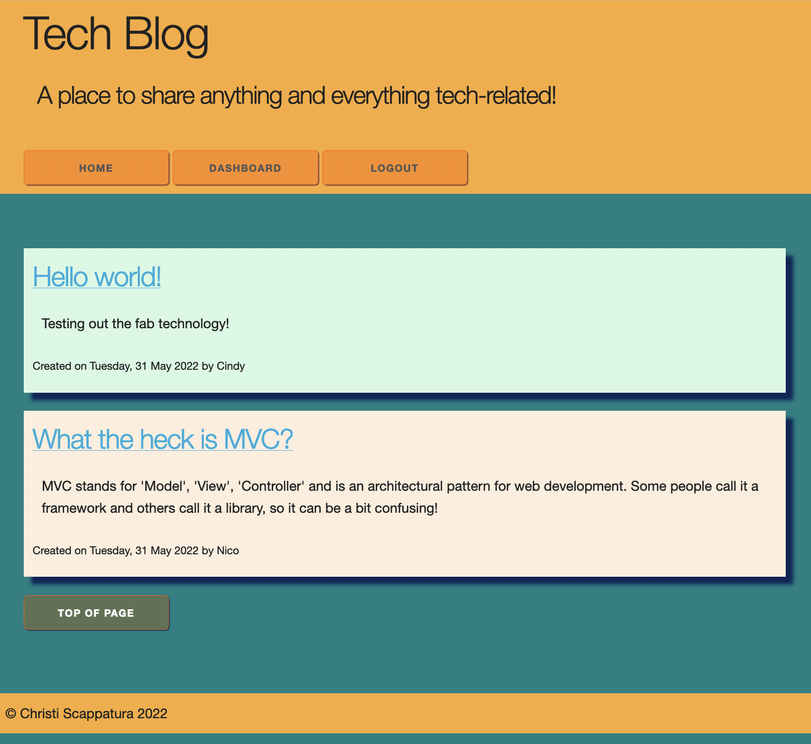 Tech Blog
A place to share anything and everything tech-related!
HOME DASHBOARD LOGOUT
Hello world!
Testing out the fab technology!
Created on Tuesday, 31 May 2022 by Cindy
What the heck is MVC?
MVC stands for 'Model', 'View', 'Controller' and is an architectural pattern for web development. Some people call it a
framework and others call it a library, so it can be a bit confusing!
Created on Tuesday, 31 May 2022 by Nico
TOP OF PAGE
© Christi Scappatura 2022